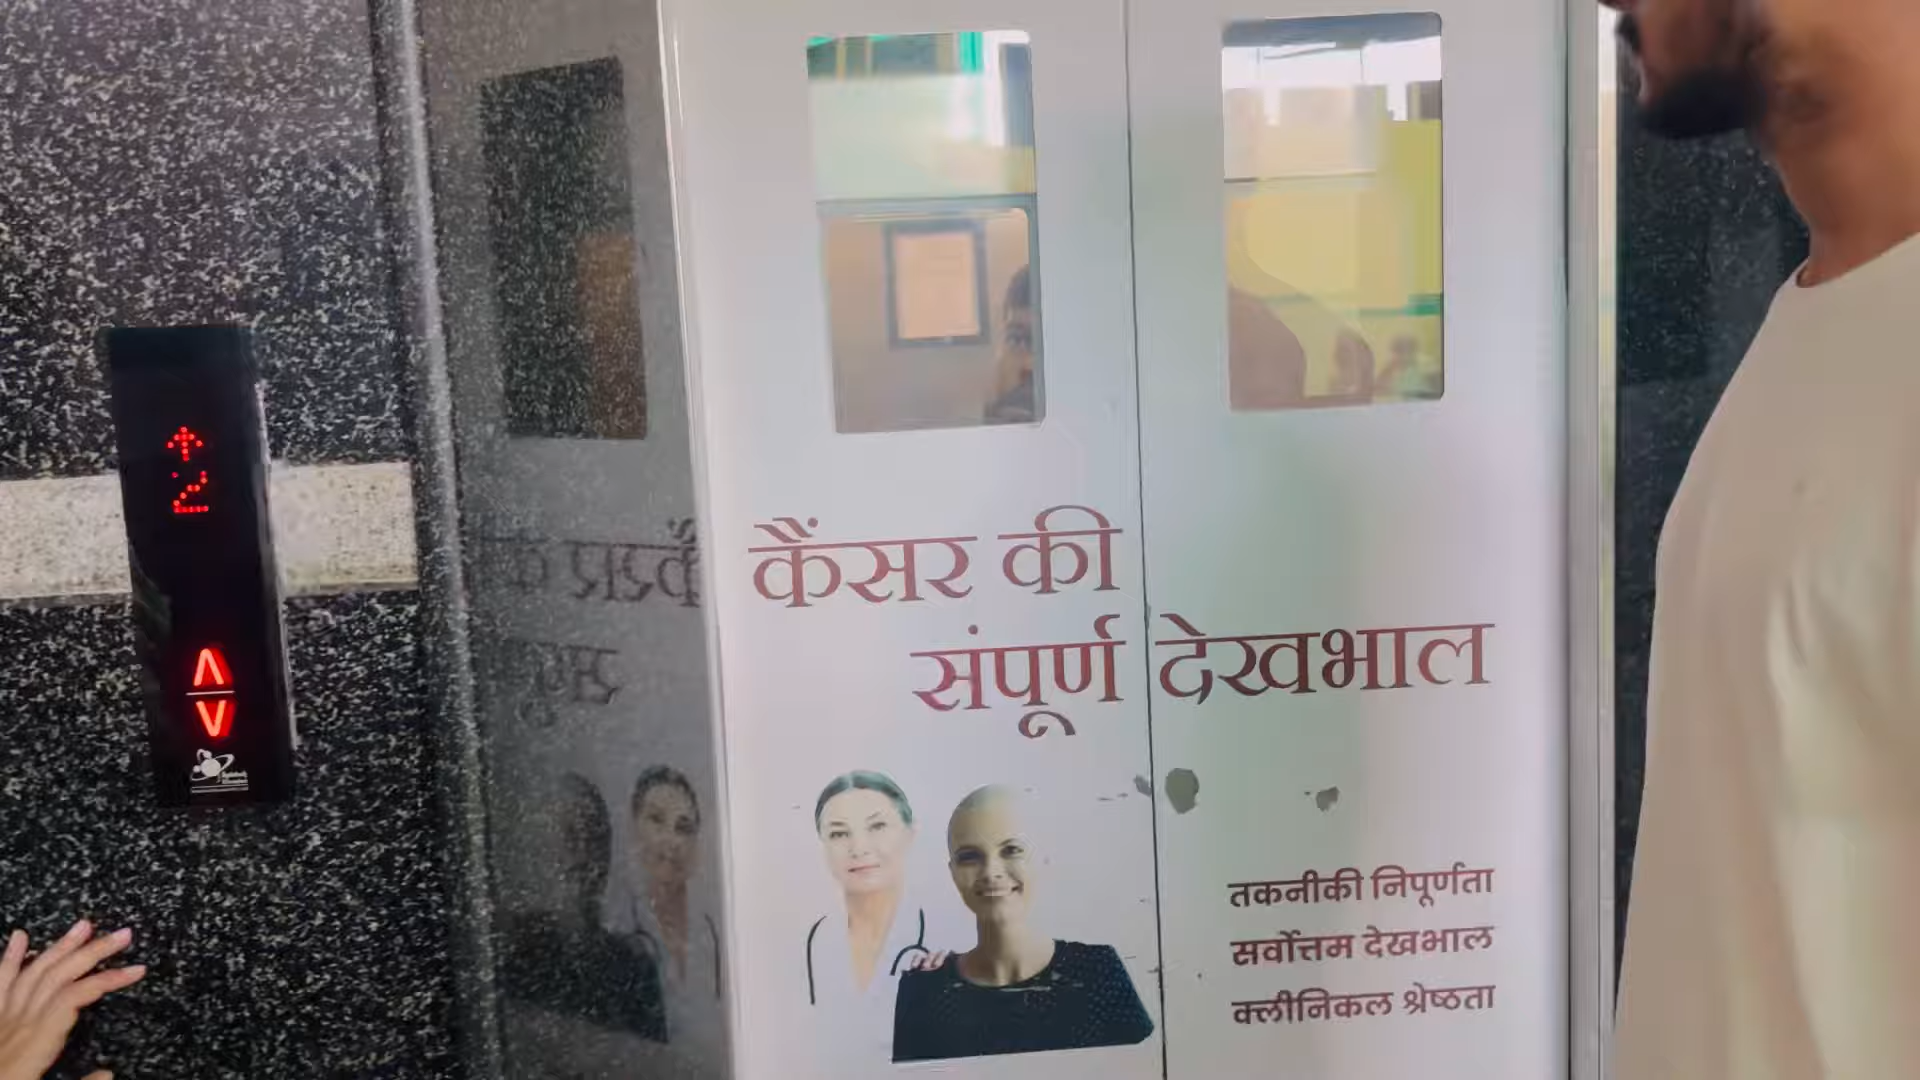 2
कैंसर की
संपूर्ण देखभाल
तकनीकी निपूर्णता
सर्वोत्तम देखभाल
क्लीनिकल श्रेष्ठता